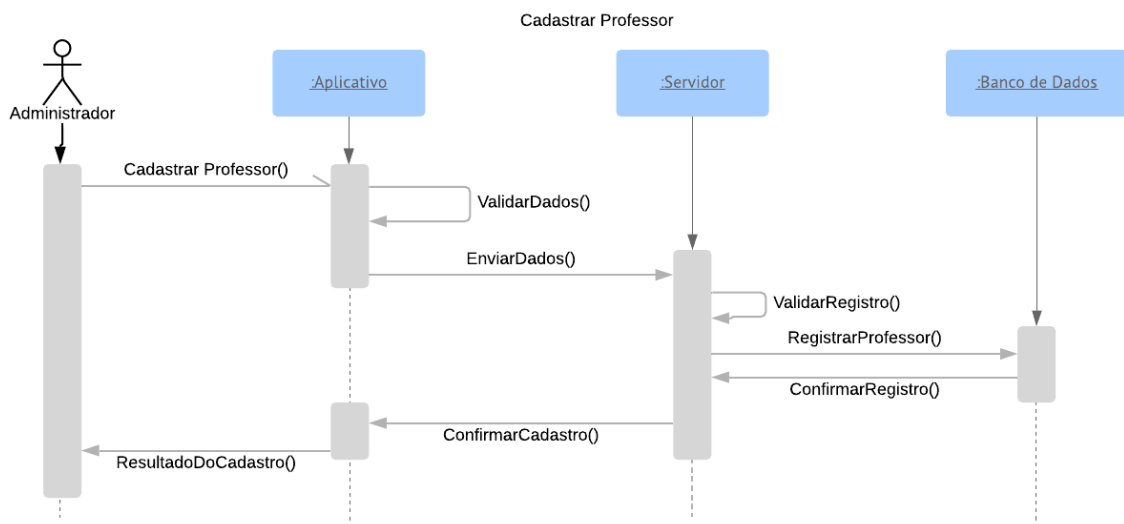 Cadastrar Professor
:Aplicativo
:Servidor
:Banco de Dados
Administrador
Cadastrar Professor()
ValidarDados()
EnviarDados()
ValidarRegistro()
RegistrarProfessor()
ConfirmarRegistro()
ConfirmarCadastro()
ResultadoDoCadastro()